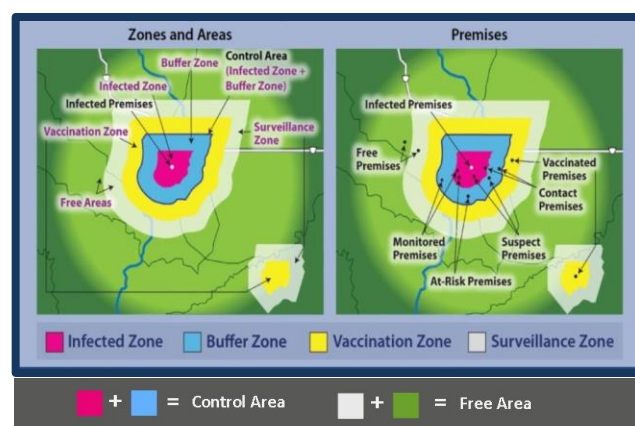 Zones and Areas
Buffer Zone
Control Area
(Infected Zone +
Buffer Zone)
Infected Zone
Infected Premises
Vaccination Zone
Surveillance
Zone
Free Areas
Premises
Infected Premises
Free
Premises
Vaccinated
Premises
Contact
Premises
Monitored
Premises
Suspect
Premises
At-Risk Premises
Infected Zone
Buffer Zone
Vaccination Zone
Surveillance Zone
+ = Control Area
+ = Free Area